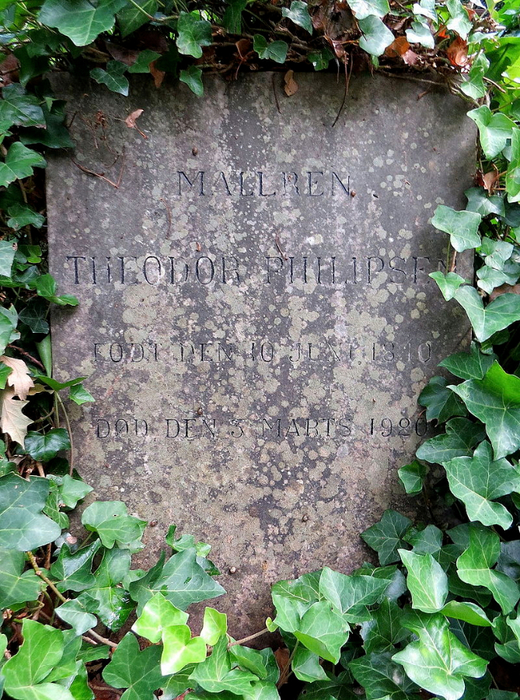 MALEREN
THEODOR PHILIPSEN
FØDT DEN 10 JUNI 1840
DØD DEN 3 MARTS 1920